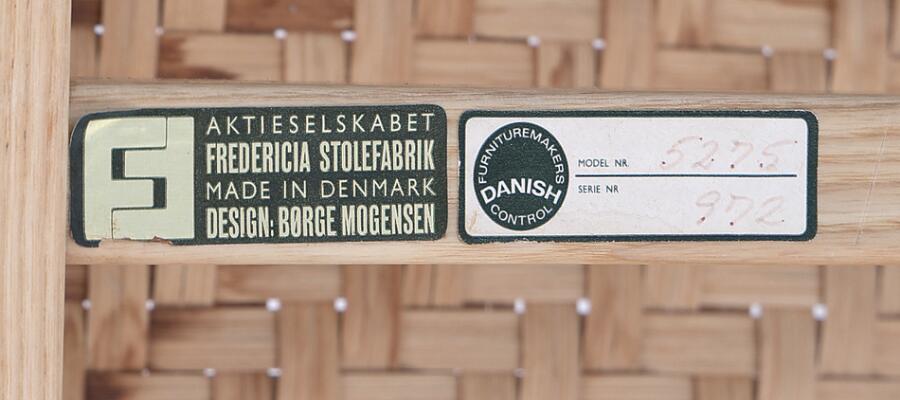 AKTIESELSKABET
FREDERICIA STOLEFABRIK
MADE IN DENMARK
DESIGN: BØRGE MOGENSEN
FURNITUREMAKERS
DANISH
CONTROL
MODEL NR. 5275
SERIE NR 972